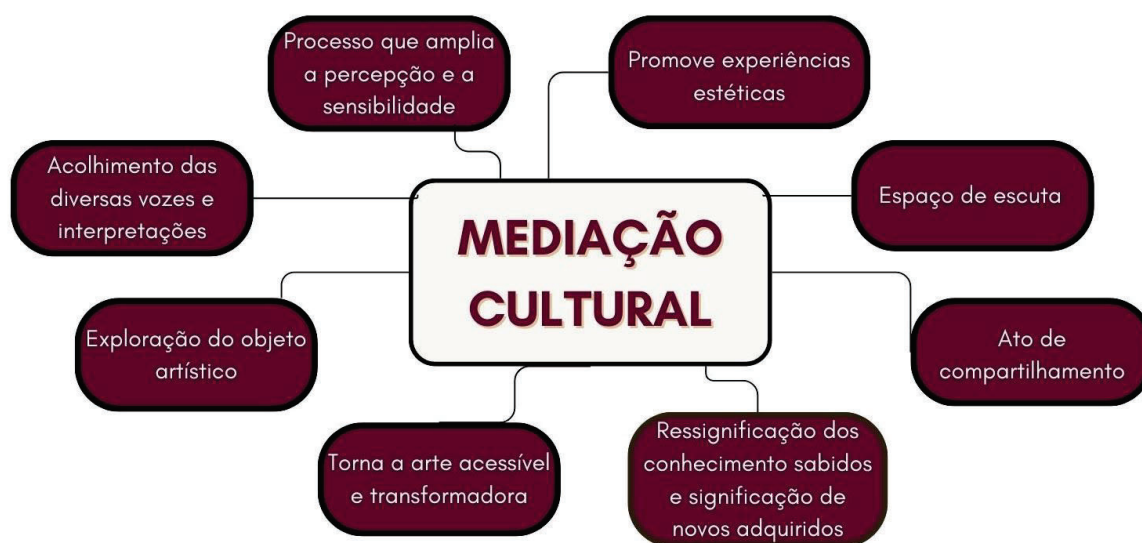 Processo que amplia
a percepção e a
sensibilidade
Promove experiências
estéticas
Acolhimento das
diversas vozes e
interpretações
Espaço de escuta
MEDIAÇÃO
CULTURAL
Exploração do objeto
artístico
Ato de
compartilhamento
Torna a arte acessível
e transformadora
Ressignificação dos
conhecimento sabidos
e significação de
novos adquiridos